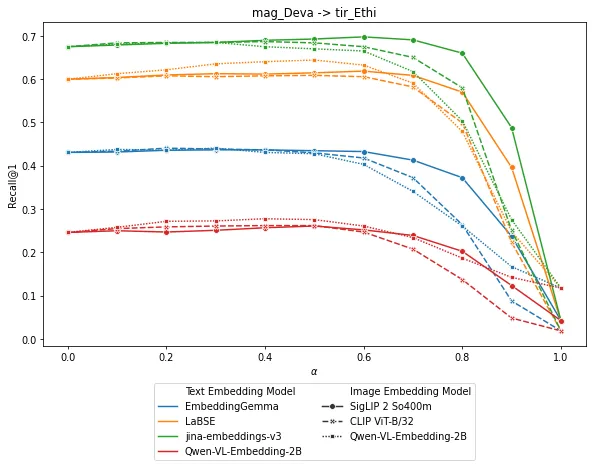 mag_Deva -> tir_Ethi
0.7
0.6
0.5
0.4
0.3
0.2
0.1
0.0
Recall@1
0.0 0.2 0.4 0.6 0.8 1.0
α
Text Embedding Model Image Embedding Model
EmbeddingGemma SigLIP 2 So400m
LaBSE CLIP ViT-B/32
jina-embeddings-v3 Qwen-VL-Embedding-2B
Qwen-VL-Embedding-2B